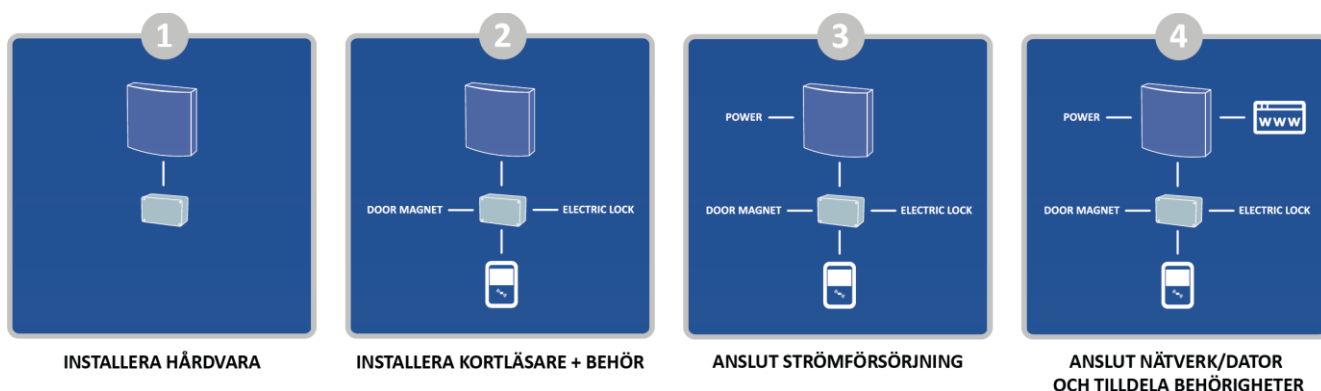 1
INSTALLERA HÅRDVARA
2
DOOR MAGNET
ELECTRIC LOCK
INSTALLERA KORTLÄSARE + BEHÖR
3
POWER
DOOR MAGNET
ELECTRIC LOCK
ANSLUT STRÖMFÖRSÖRJNING
4
POWER
WWW
DOOR MAGNET
ELECTRIC LOCK
ANSLUT NÄTVERK/DATOR
OCH TILLDELA BEHÖRIGHETER